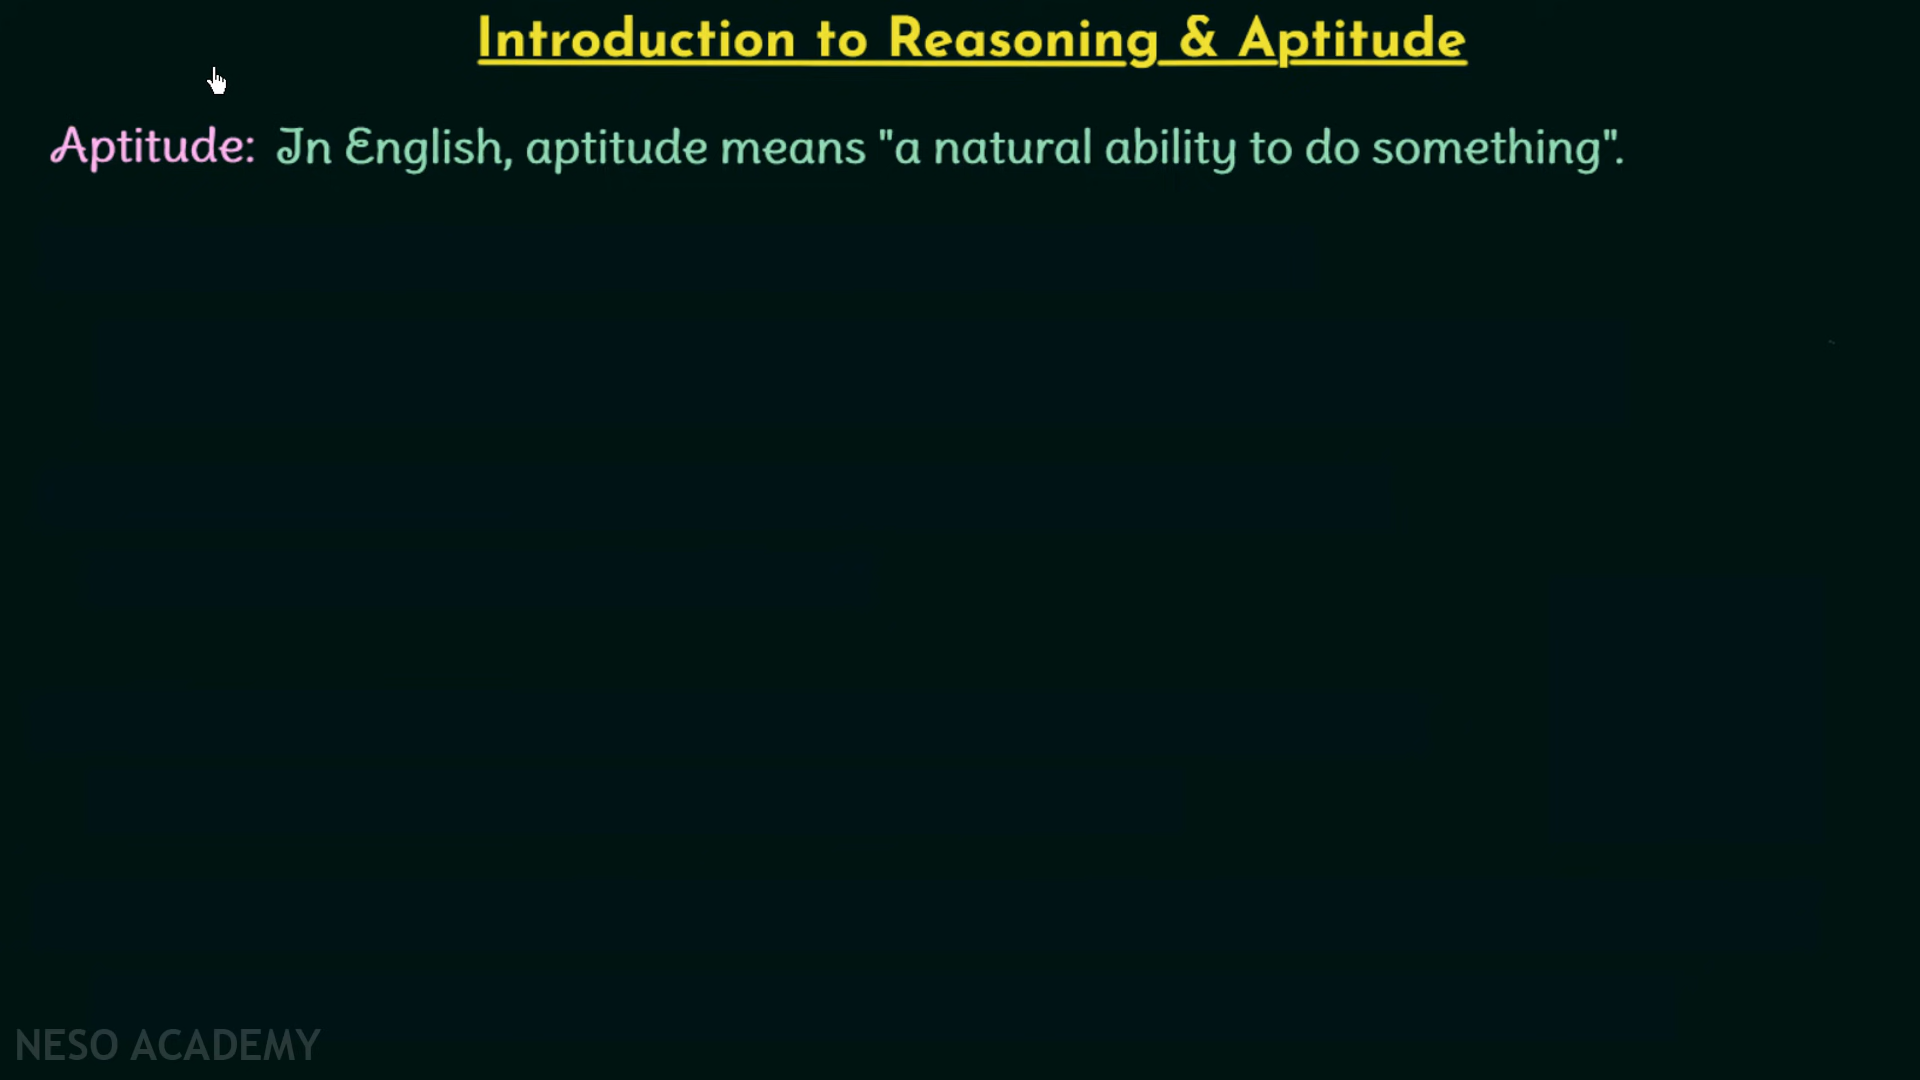 Introduction to Reasoning & Aptitude
Aptitude: In English, aptitude means "a natural ability to do something".
NESO ACADEMY